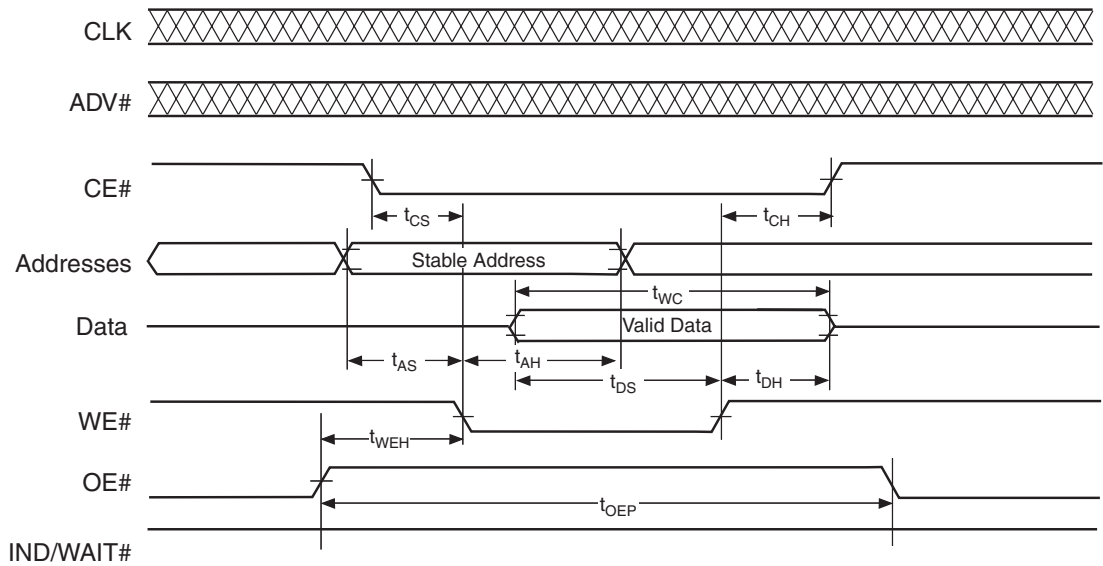 CLK
ADV#
CE#
tCS
tCH
Addresses
Stable Address
tWC
Data
Valid Data
tAS
tAH
tDS
tDH
WE#
tWEH
OE#
tOEP
IND/WAIT#